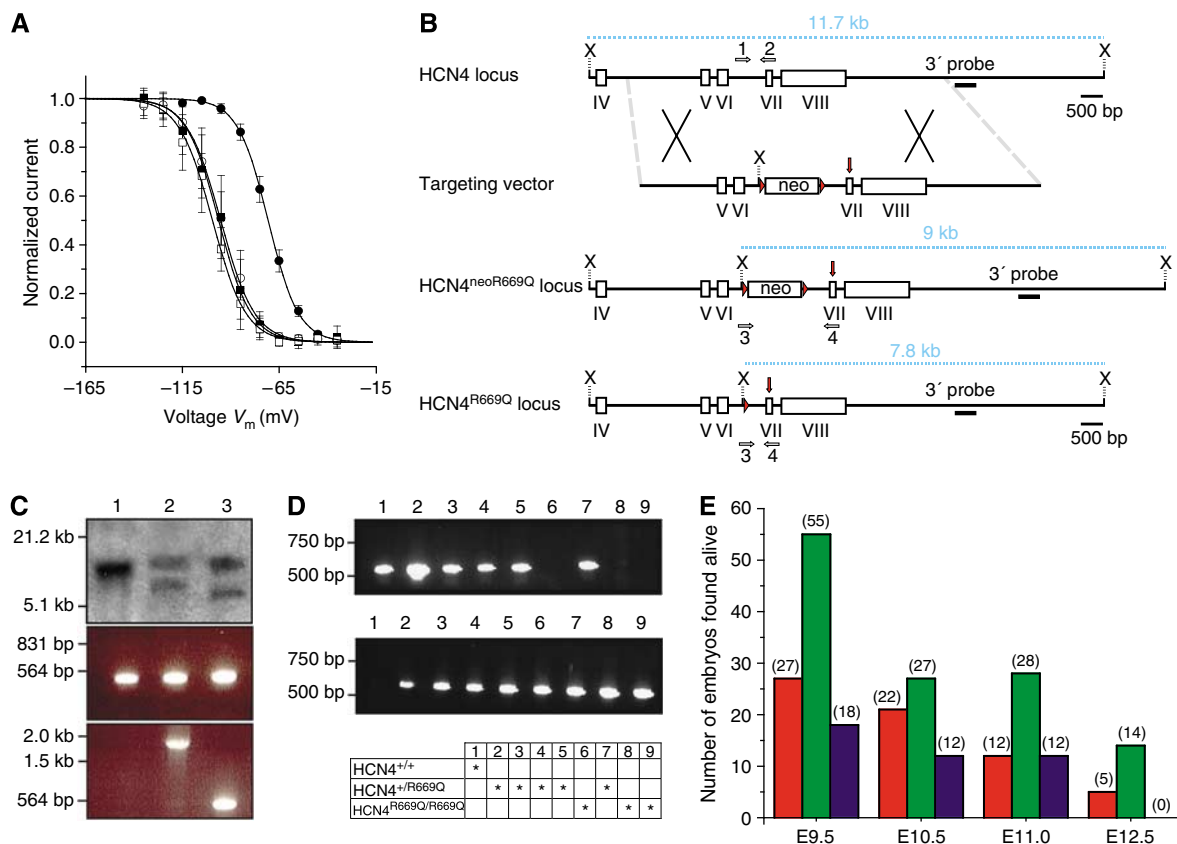 A
1.0
0.8
0.6
0.4
0.2
0.0
Normalized current
−165
−115
−65
−15
Voltage Vm (mV)
B
11.7 kb
X
1
2
X
HCN4 locus
3´ probe
IV
V
VI
VII
VIII
500 bp
X
Targeting vector
neo
V
VI
VII
VIII
9 kb
X
X
HCN4neoR669Q locus
neo
3´ probe
IV
V
VI
VII
VIII
3
4
7.8 kb
X
X
X
HCN4R669Q locus
3´ probe
IV
V
VI
VII
VIII
500 bp
3
4
C
1 2 3
21.2 kb
5.1 kb
831 bp
564 bp
2.0 kb
1.5 kb
564 bp
D
1 2 3 4 5 6 7 8 9
750 bp
500 bp
1 2 3 4 5 6 7 8 9
750 bp
500 bp
1 2 3 4 5 6 7 8 9
HCN4+/+ *
HCN4+/R669Q * * * * *
HCN4R669Q/R669Q * * *
E
60
50
40
30
20
10
0
Number of embryos found alive
(27)
(55)
(18)
(22)
(27)
(12)
(12)
(28)
(12)
(5)
(14)
(0)
E9.5
E10.5
E11.0
E12.5